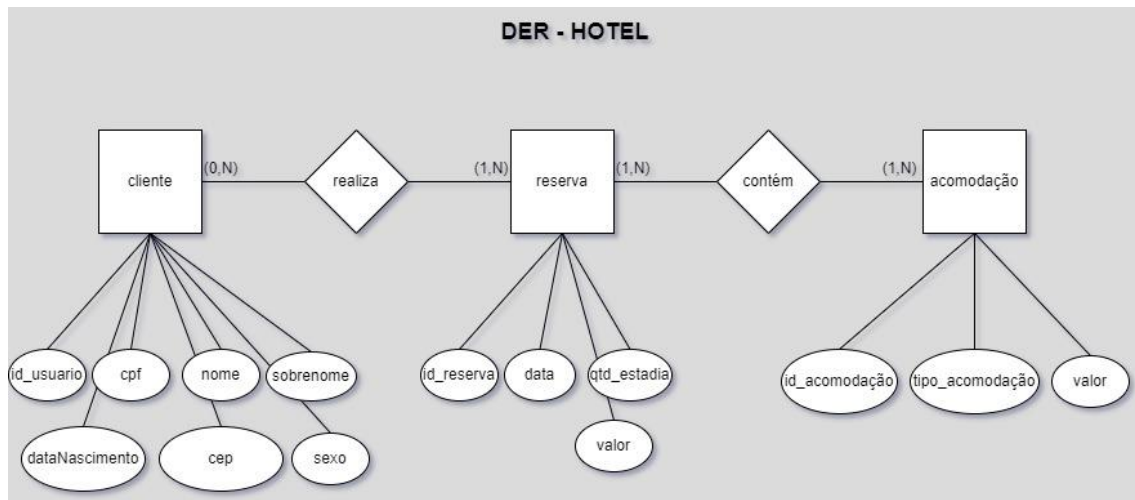 DER - HOTEL
cliente
(0,N)
realiza
(1,N)
reserva
(1,N)
contém
(1,N)
acomodação
id_usuario
cpf
nome
sobrenome
id_reserva
data
qtd_estadia
id_acomodação
tipo_acomodação
valor
dataNascimento
cep
sexo
valor